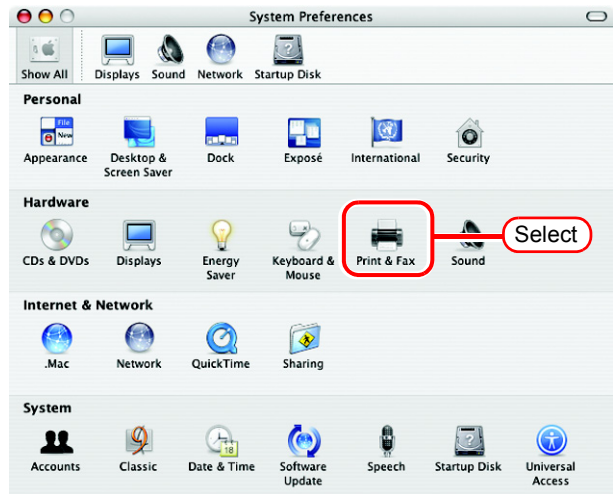 System Preferences
Show All Displays Sound Network Startup Disk
Personal
File
New
Appearance Desktop & Screen Saver Dock Exposé International Security
Hardware
CDs & DVDs Displays Energy Saver Keyboard & Mouse Print & Fax Sound
Select
Internet & Network
.Mac Network QuickTime Sharing
System
18
Accounts Classic Date & Time Software Update Speech Startup Disk Universal Access